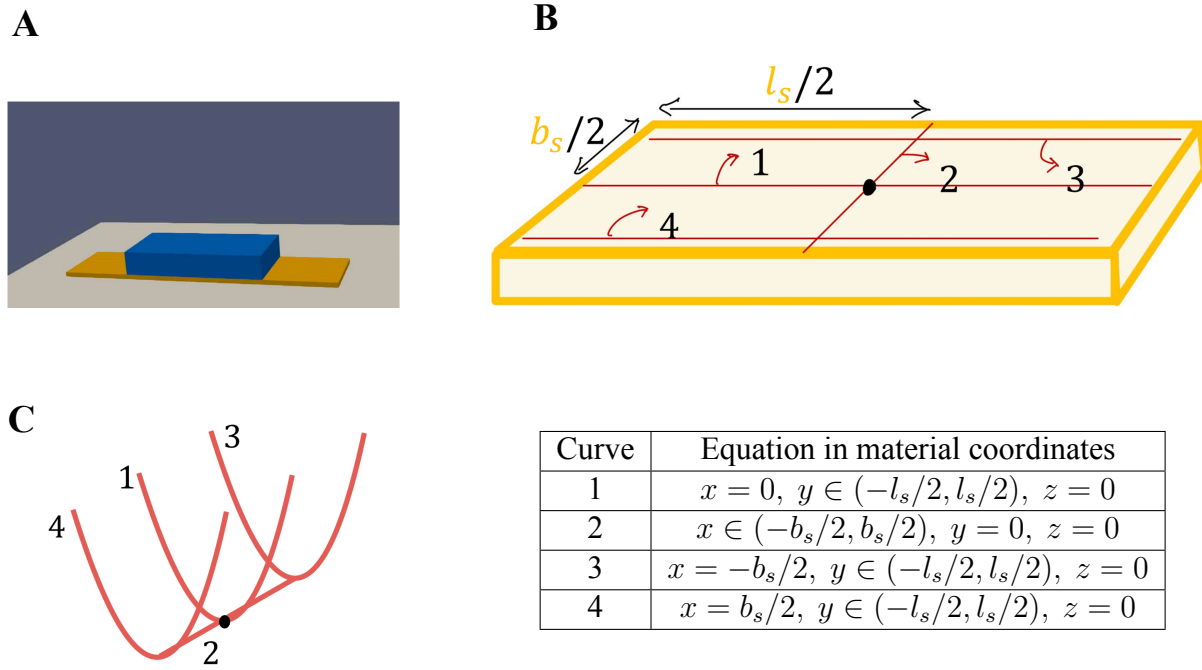 A
B
l_s/2
b_s/2
1
2
3
4
C
3
1
4
2
Curve Equation in material coordinates
1 x = 0, y ∈ (−l_s/2, l_s/2), z = 0
2 x ∈ (−b_s/2, b_s/2), y = 0, z = 0
3 x = −b_s/2, y ∈ (−l_s/2, l_s/2), z = 0
4 x = b_s/2, y ∈ (−l_s/2, l_s/2), z = 0